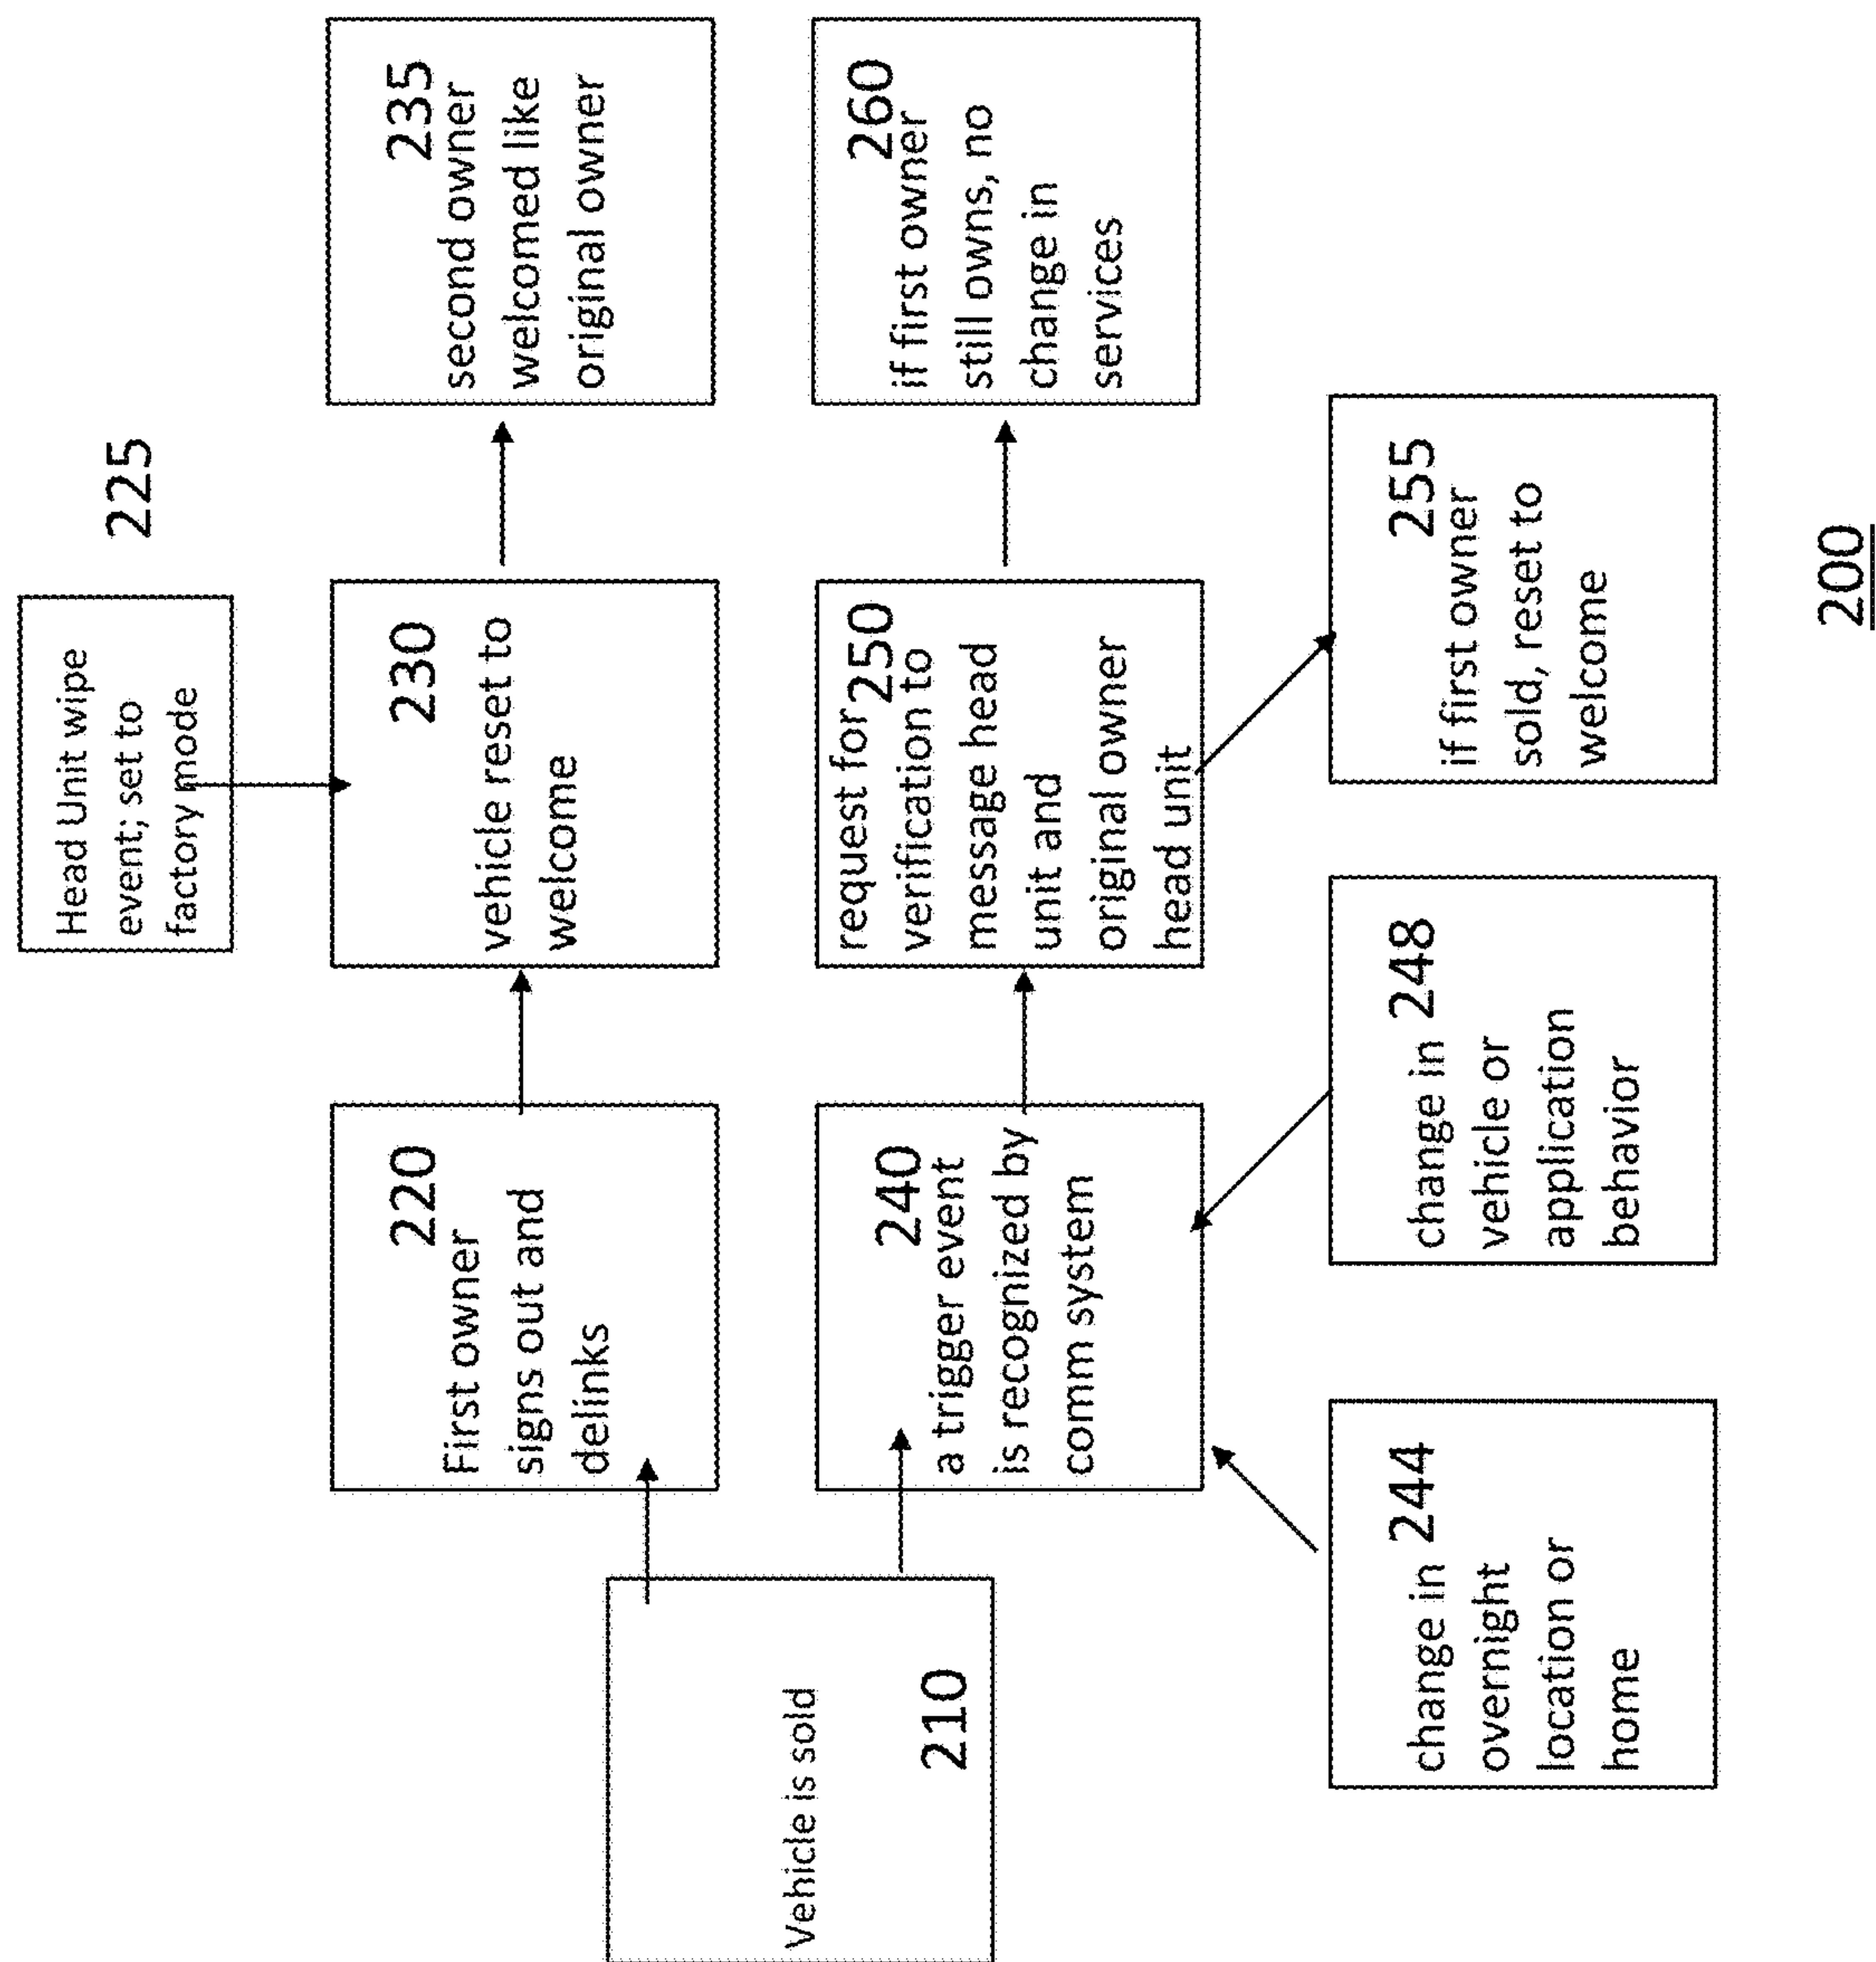 Head Unit wipe
event; set to
factory mode
225
220
First owner
signs out and
delinks
230
vehicle reset to
welcome
235
second owner
welcomed like
original owner
Vehicle is sold
210
240
a trigger event
is recognized by
comm system
request for 250
verification to
message head
unit and
original owner
head unit
260
if first owner
still owns, no
change in
services
change in 244
overnight
location or
home
change in 248
vehicle or
application
behavior
255
if first owner
sold, reset to
welcome
200